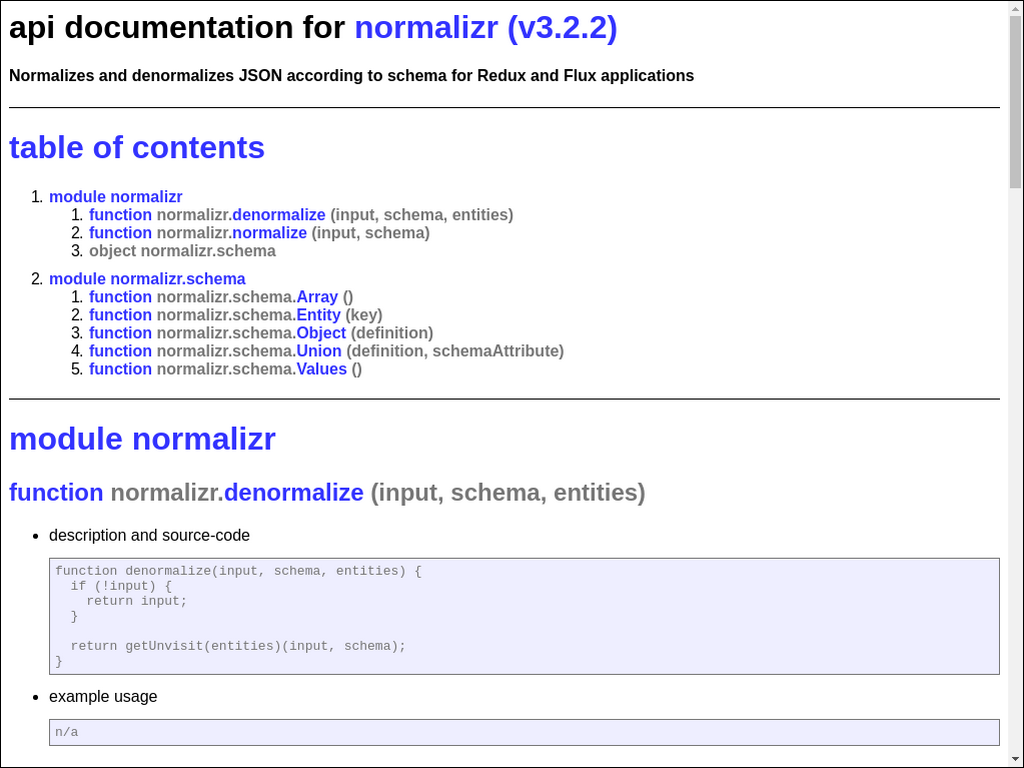 api documentation for normalizr (v3.2.2)
Normalizes and denormalizes JSON according to schema for Redux and Flux applications
table of contents
1. module normalizr
1. function normalizr.denormalize (input, schema, entities)
2. function normalizr.normalize (input, schema)
3. object normalizr.schema
2. module normalizr.schema
1. function normalizr.schema.Array ()
2. function normalizr.schema.Entity (key)
3. function normalizr.schema.Object (definition)
4. function normalizr.schema.Union (definition, schemaAttribute)
5. function normalizr.schema.Values ()
module normalizr
function normalizr.denormalize (input, schema, entities)
• description and source-code
function denormalize(input, schema, entities) {
  if (!input) {
    return input;
  }
  return getUnvisit(entities)(input, schema);
}
• example usage
n/a